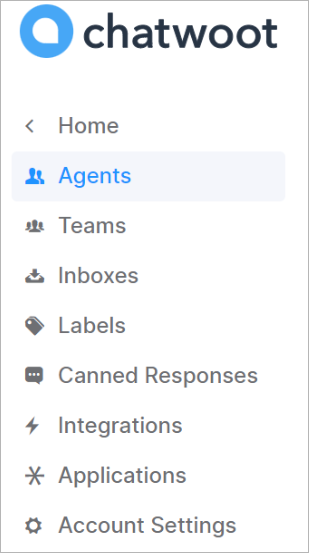 chatwoot
Home
Agents
Teams
Inboxes
Labels
Canned Responses
Integrations
Applications
Account Settings